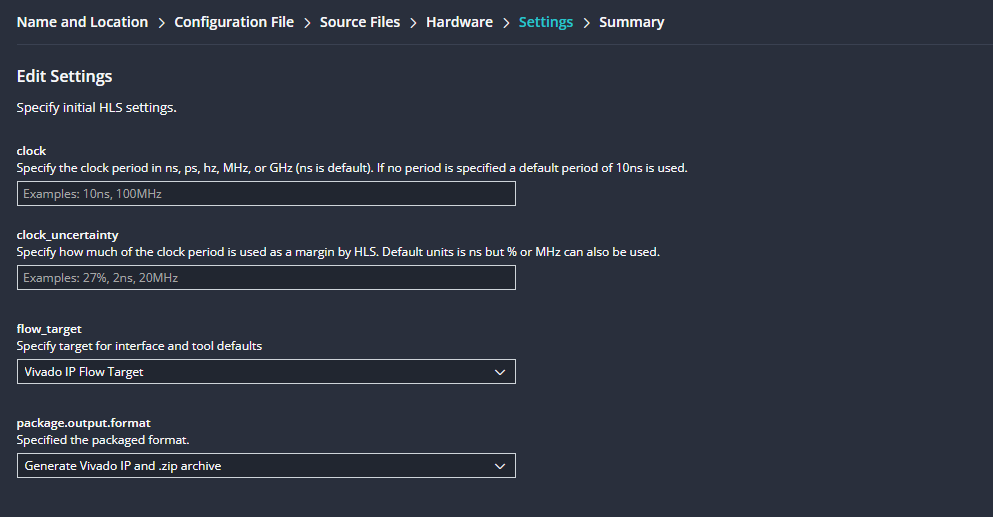 Name and Location > Configuration File > Source Files > Hardware > Settings > Summary
Edit Settings
Specify initial HLS settings.
clock
Specify the clock period in ns, ps, hz, MHz, or GHz (ns is default). If no period is specified a default period of 10ns is used.
Examples: 10ns, 100MHz
clock_uncertainty
Specify how much of the clock period is used as a margin by HLS. Default units is ns but % or MHz can also be used.
Examples: 27%, 2ns, 20MHz
flow_target
Specify target for interface and tool defaults
Vivado IP Flow Target
package.output.format
Specified the packaged format.
Generate Vivado IP and .zip archive